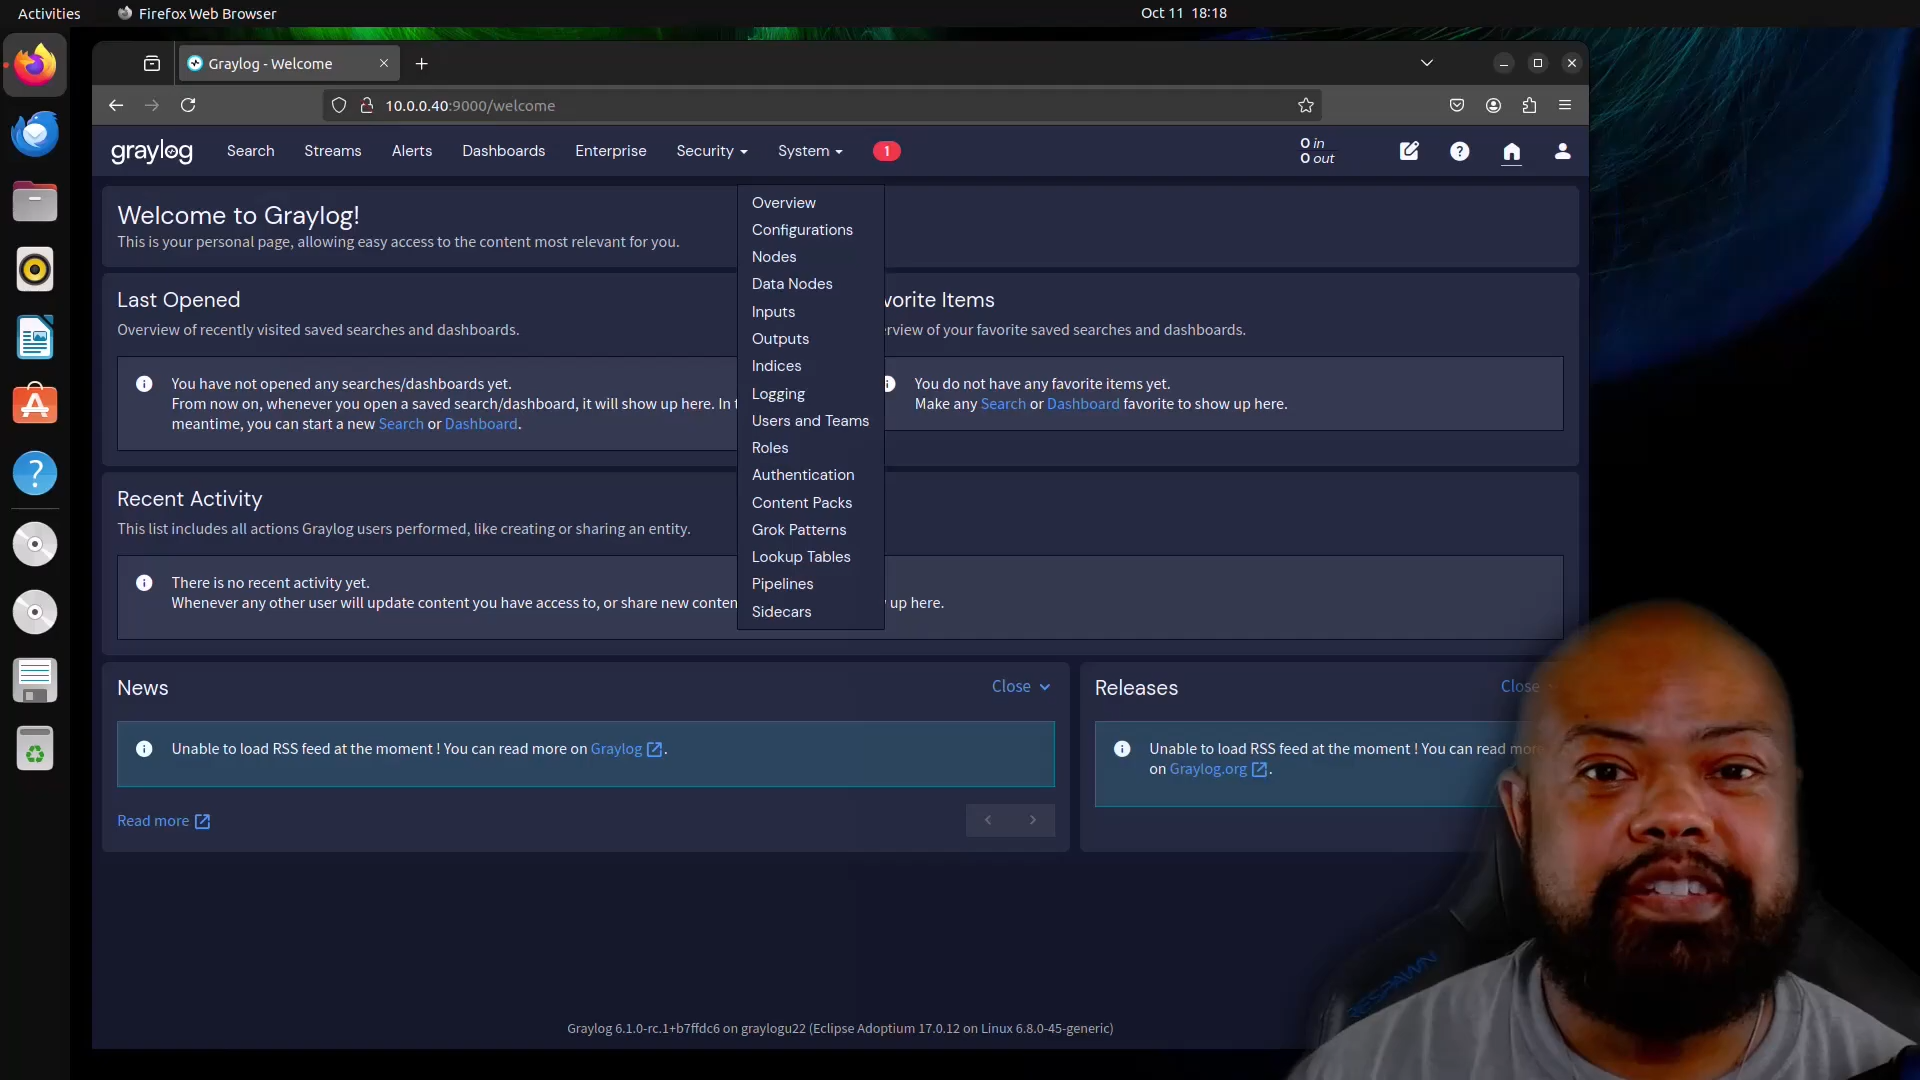 Activities
Firefox Web Browser
Oct 11 18:18
Graylog - Welcome
10.0.0.40:9000/welcome
graylog
Search
Streams
Alerts
Dashboards
Enterprise
Security
System
1
0 in
0 out
Welcome to Graylog!
This is your personal page, allowing easy access to the content most relevant for you.
Overview
Configurations
Nodes
Data Nodes
Inputs
Outputs
Indices
Logging
Users and Teams
Roles
Authentication
Content Packs
Grok Patterns
Lookup Tables
Pipelines
Sidecars
Last Opened
Overview of recently visited saved searches and dashboards.
You have not opened any searches/dashboards yet.
From now on, whenever you open a saved search/dashboard, it will show up here. In t
meantime, you can start a new Search or Dashboard.
vorite Items
rview of your favorite saved searches and dashboards.
You do not have any favorite items yet.
Make any Search or Dashboard favorite to show up here.
Recent Activity
This list includes all actions Graylog users performed, like creating or sharing an entity.
There is no recent activity yet.
Whenever any other user will update content you have access to, or share new conten
up here.
News
Close
Unable to load RSS feed at the moment ! You can read more on Graylog.
Read more
Releases
Close
Unable to load RSS feed at the moment ! You can read more
on Graylog.org.
Graylog 6.1.0-rc.1+b7ffdc6 on graylogu22 (Eclipse Adoptium 17.0.12 on Linux 6.8.0-45-generic)
RESPAWN